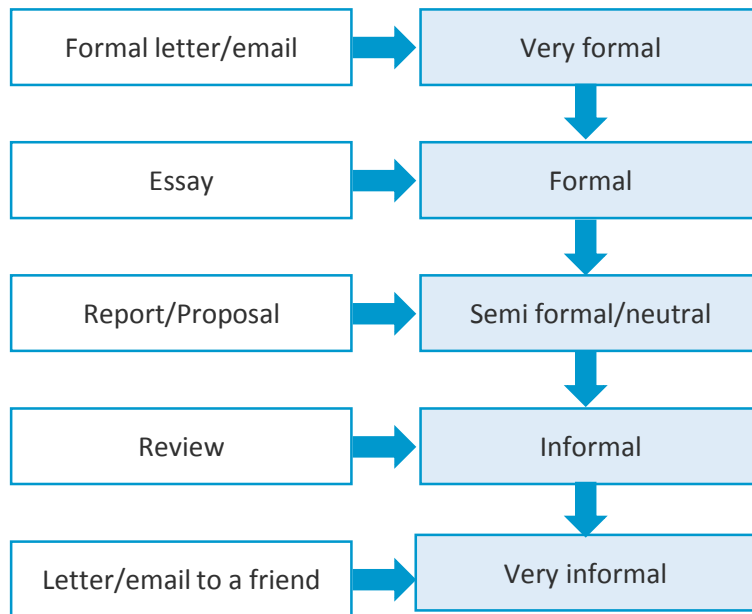 Formal letter/email
Very formal
Essay
Formal
Report/Proposal
Semi formal/neutral
Review
Informal
Letter/email to a friend
Very informal